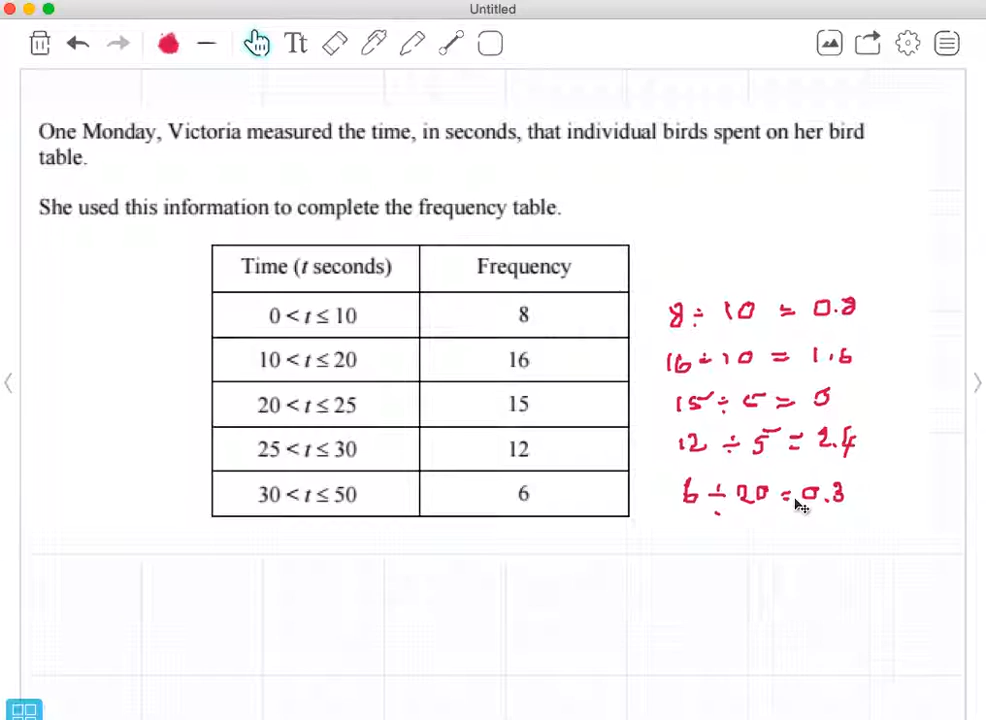 Untitled
Tt
One Monday, Victoria measured the time, in seconds, that individual birds spent on her bird
table.
She used this information to complete the frequency table.
Time (t seconds) Frequency
0 < t ≤ 10 8 8 ÷ 10 = 0.8
10 < t ≤ 20 16 16 ÷ 10 = 1.6
20 < t ≤ 25 15 15 ÷ 5 =
25 < t ≤ 30 12 12 ÷ 5 = 2.4
30 < t ≤ 50 6 6 ÷ 20 = 0.3